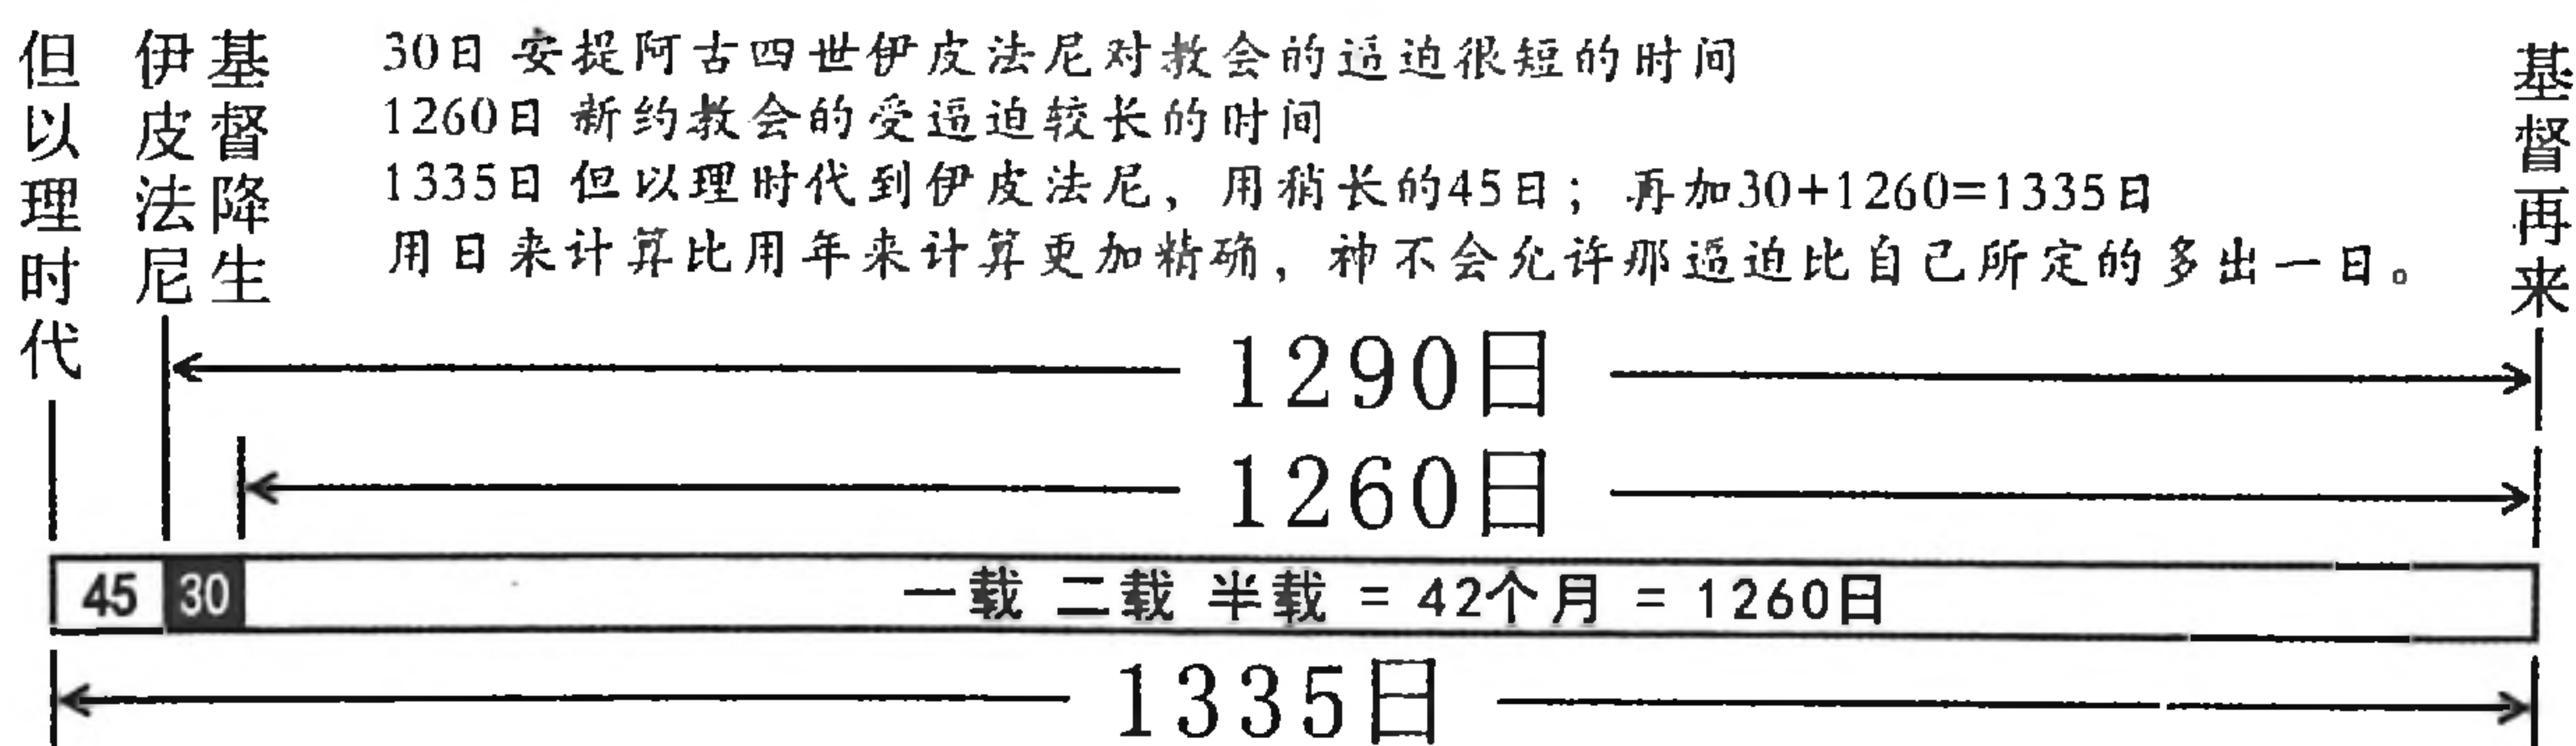 但以理时代
伊皮法尼
基督降生
30日 安提阿古四世伊皮法尼对教会的逼迫很短的时间
1260日 新约教会的受逼迫较长的时间
1335日 但以理时代到伊皮法尼，用稍长的45日；再加30+1260=1335日
用日来计算比用年来计算更加精确，神不会允许那逼迫比自己所定的多出一日。
基督再来
1290日
1260日
45
30
一载 二载 半载 = 42个月 = 1260日
1335日